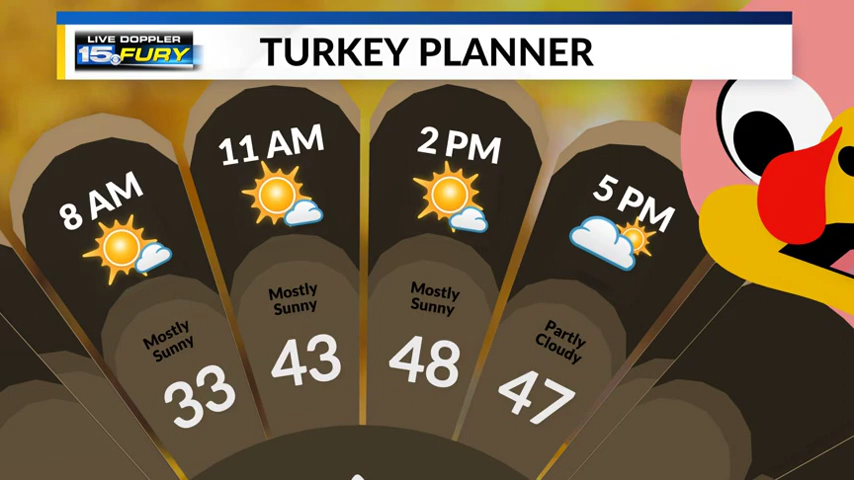 LIVE DOPPLER
15 FURY
TURKEY PLANNER
8 AM
11 AM
2 PM
5 PM
Mostly
Sunny
33
Mostly
Sunny
43
Mostly
Sunny
48
Partly
Cloudy
47